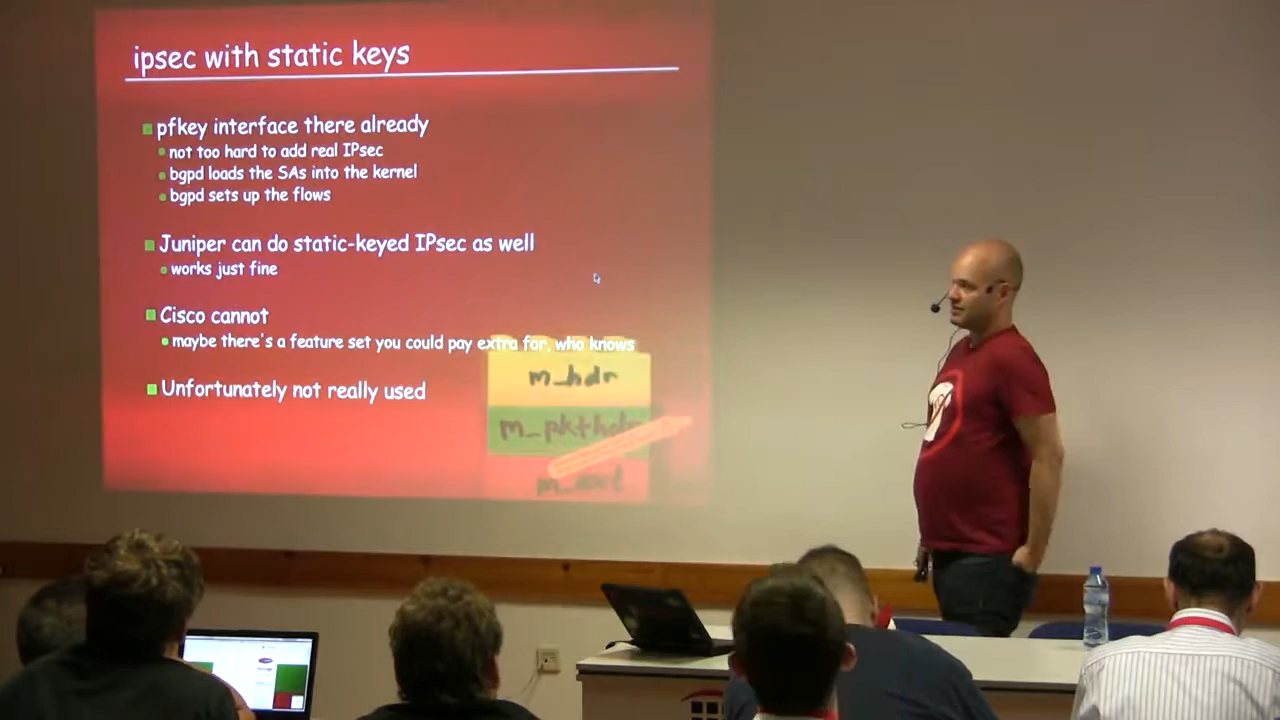 ipsec with static keys
pfkey interface there already
not too hard to add real IPsec
bgpd loads the SAs into the kernel
bgpd sets up the flows
Juniper can do static-keyed IPsec as well
works just fine
Cisco cannot
maybe there's a feature set you could pay extra for, who knows
m_hdr
Unfortunately not really used
m_pkthdr
m_ext